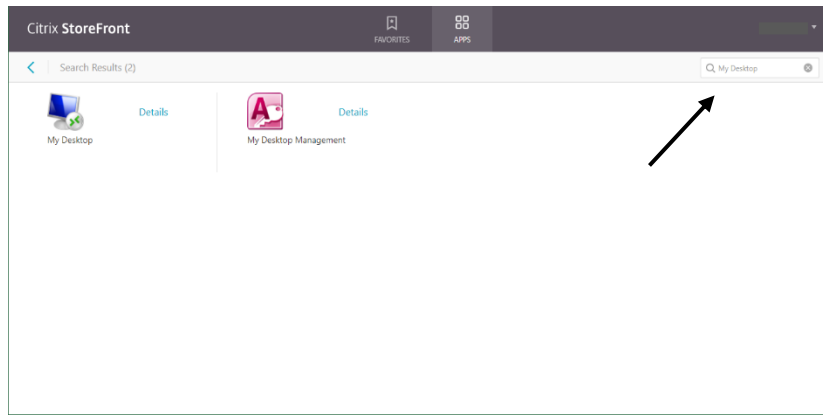 Citrix StoreFront
FAVORITES
APPS
Search Results (2)
My Desktop
Details
Details
My Desktop
My Desktop Management